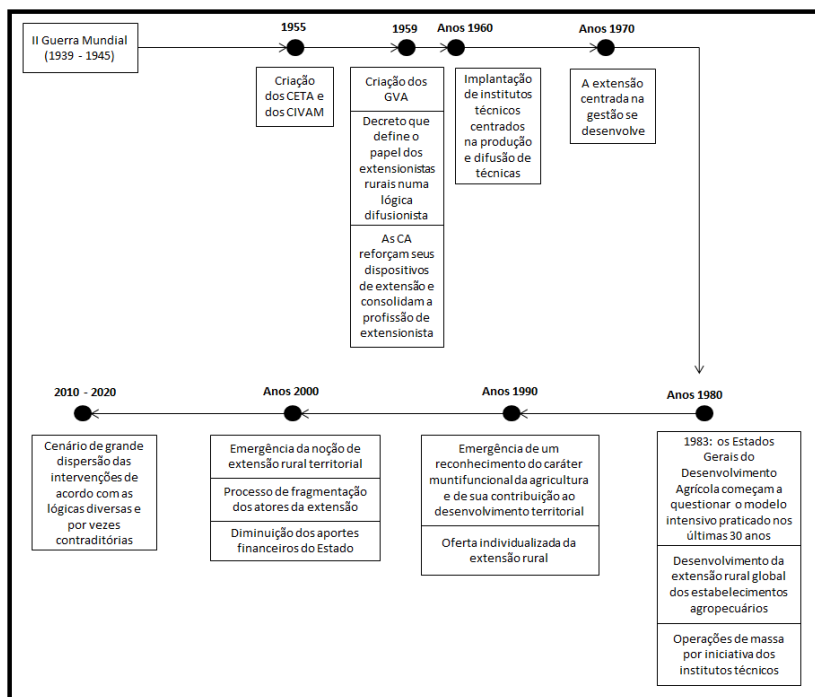 II Guerra Mundial
(1939 - 1945)
1955
Criação
dos CETA e
dos CIVAM
1959
Criação dos
GVA
Decreto que
define o
papel dos
extensionistas
rurais numa
lógica
difusionista
As CA
reforçam seus
dispositivos
de extensão e
consolidam a
profissão de
extensionista
Anos 1960
Implantação
de institutos
técnicos
centrados
na produção
e difusão de
técnicas
Anos 1970
A extensão
centrada na
gestão se
desenvolve
Anos 1980
1983: os Estados
Gerais do
Desenvolvimento
Agrícola começam a
questionar o modelo
intensivo praticado nos
últimas 30 anos
Desenvolvimento da
extensão rural global
dos estabelecimentos
agropecuários
Operações de massa
por iniciativa dos
institutos técnicos
Anos 1990
Emergência de um
reconhecimento do caráter
muntifuncional da agricultura
e de sua contribuição ao
desenvolvimento territorial
Oferta individualizada da
extensão rural
Anos 2000
Emergência da noção de
extensão rural territorial
Processo de fragmentação
dos atores da extensão
Diminuição dos aportes
financeiros do Estado
2010 - 2020
Cenário de grande
dispersão das
intervenções de
acordo com as
lógicas diversas e
por vezes
contraditórias